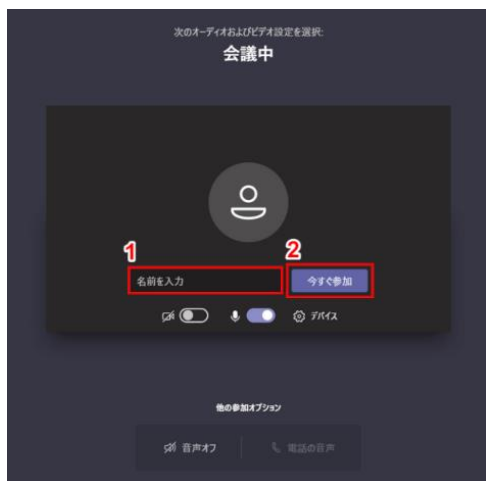 次のオーディオおよびビデオ設定を選択:
会議中
1
2
名前を入力
今すぐ参加
デバイス
他の参加オプション
音声オフ
電話の音声